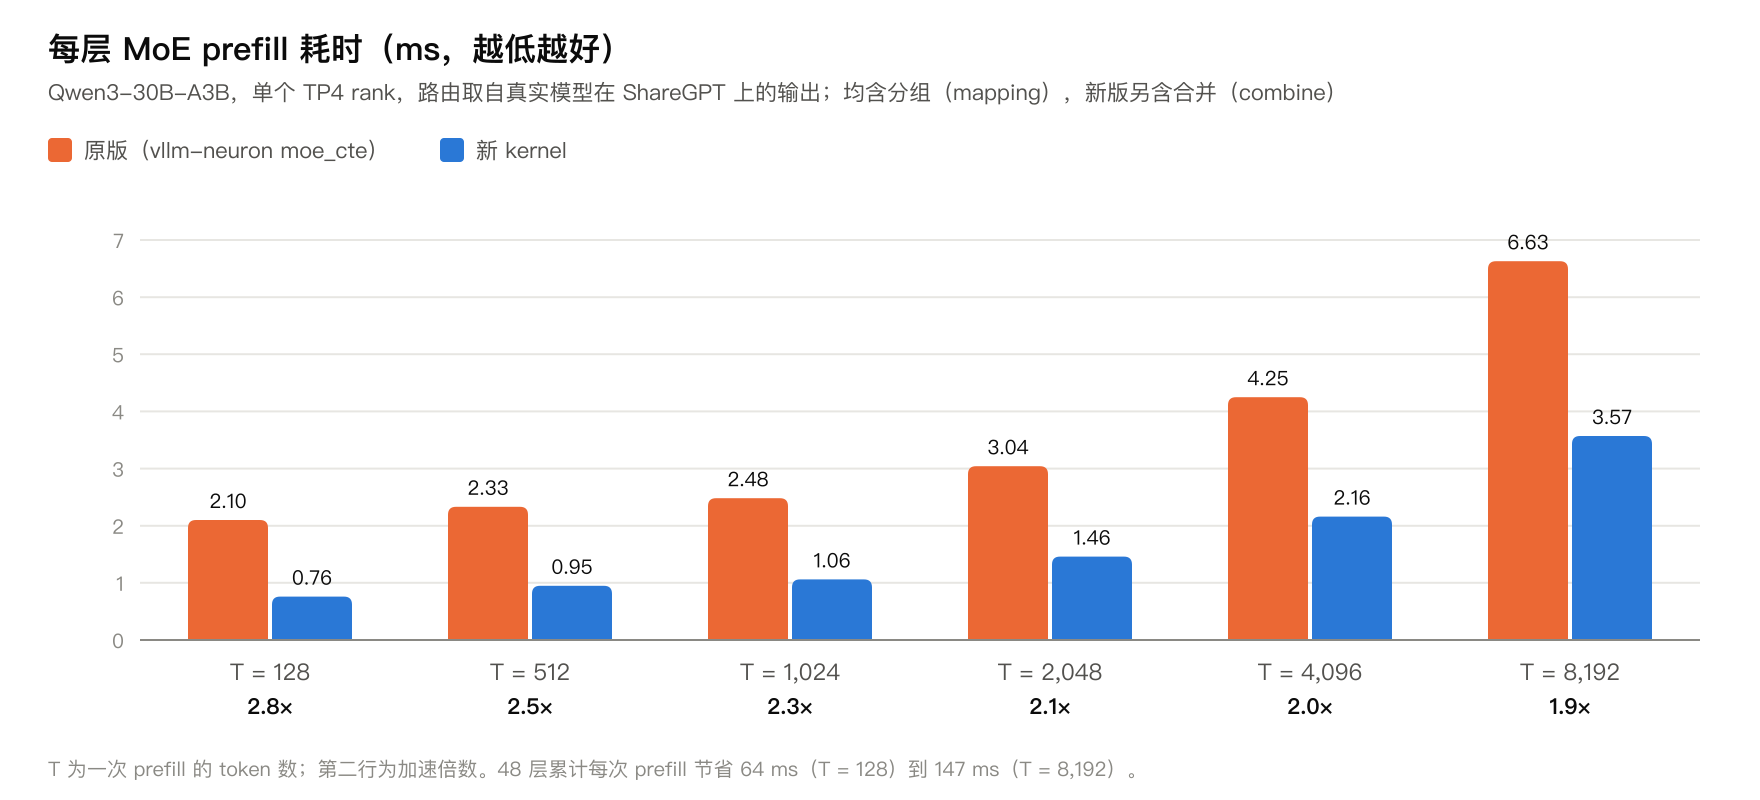 每层 MoE prefill 耗时（ms，越低越好）
Qwen3-30B-A3B，单个 TP4 rank，路由取自真实模型在 ShareGPT 上的输出；均含分组（mapping），新版另含合并（combine）
原版（vllm-neuron moe_cte） 新 kernel
7
6
5
4
3
2
1
0
2.10 0.76 2.33 0.95 2.48 1.06 3.04 1.46 4.25 2.16 6.63 3.57
T = 128 T = 512 T = 1,024 T = 2,048 T = 4,096 T = 8,192
2.8× 2.5× 2.3× 2.1× 2.0× 1.9×
T 为一次 prefill 的 token 数；第二行为加速倍数。48 层累计每次 prefill 节省 64 ms（T = 128）到 147 ms（T = 8,192）。